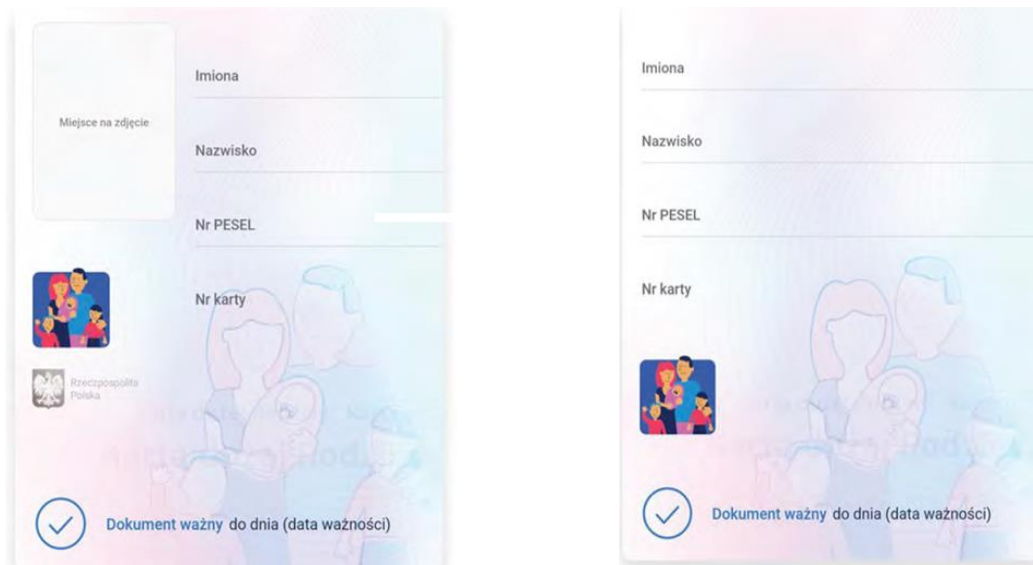 Miejsce na zdjęcie
Imiona
Nazwisko
Nr PESEL
Nr karty
Rzeczpospolita
Polska
Dokument ważny do dnia (data ważności)
Imiona
Nazwisko
Nr PESEL
Nr karty
Dokument ważny do dnia (data ważności)